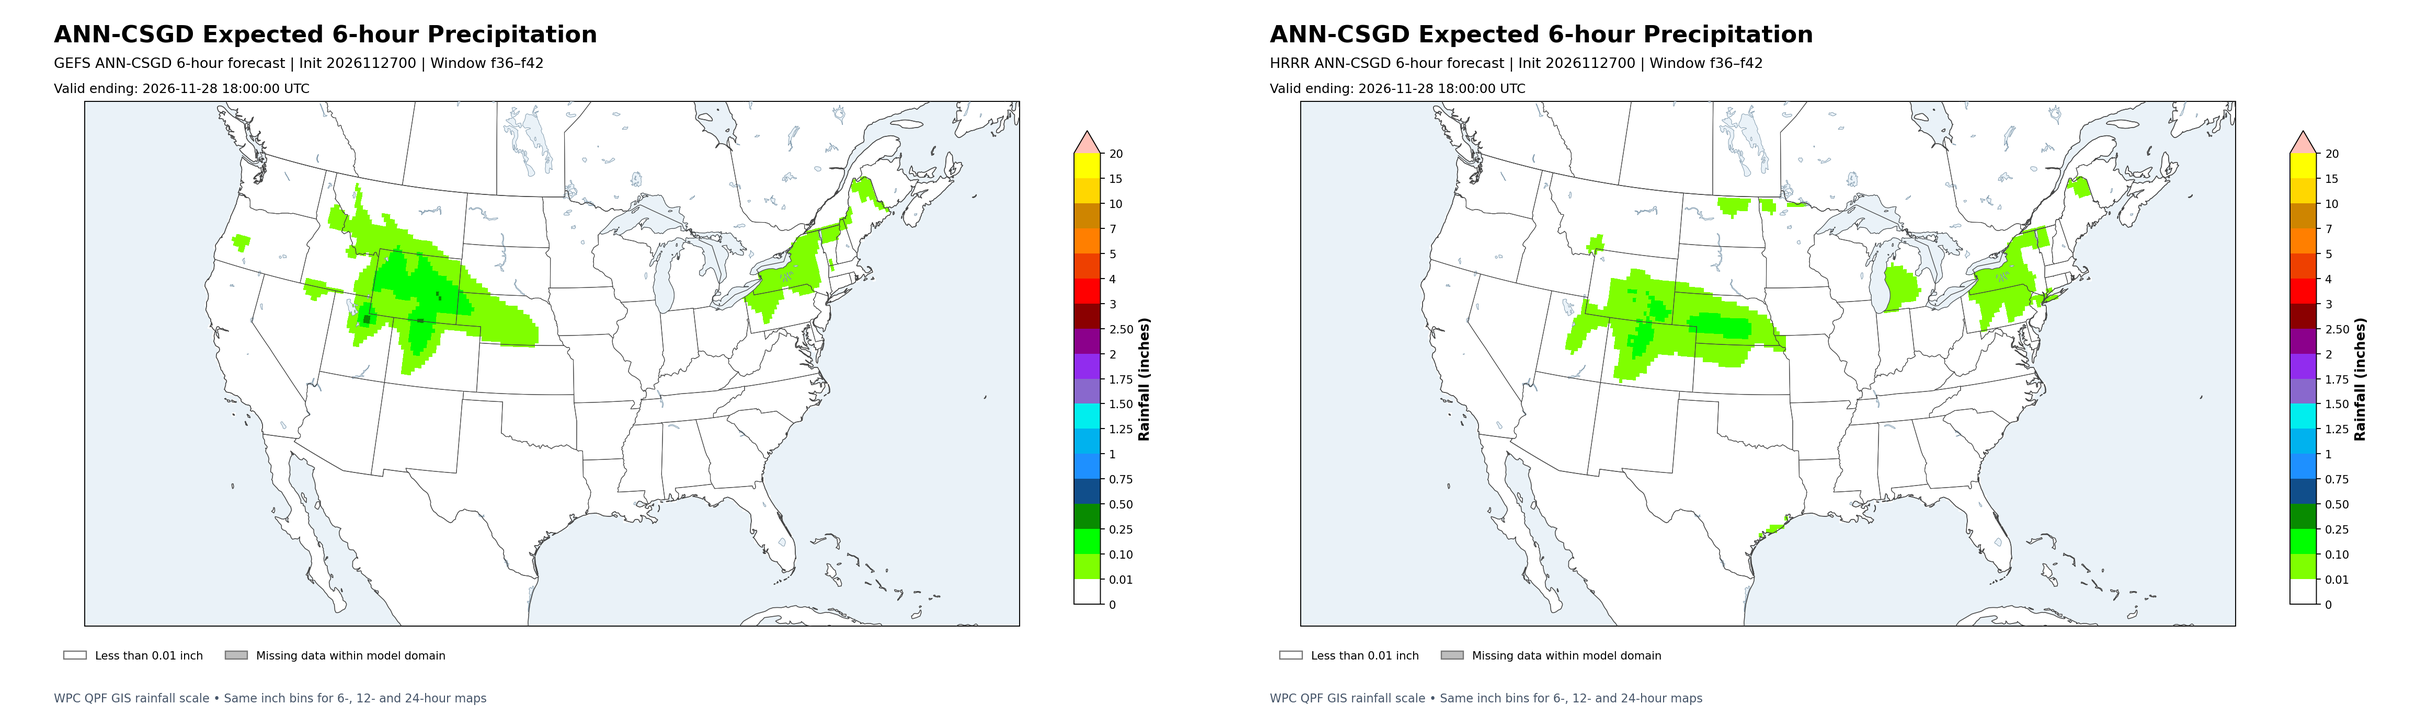 ANN-CSGD Expected 6-hour Precipitation
GEFS ANN-CSGD 6-hour forecast | Init 2026112700 | Window f36–f42
Valid ending: 2026-11-28 18:00:00 UTC
20
15
10
7
5
4
3
2.50
2
1.75
1.50
1.25
1
0.75
0.50
0.25
0.10
0.01
0
Rainfall (inches)
Less than 0.01 inch
Missing data within model domain
WPC QPF GIS rainfall scale • Same inch bins for 6-, 12- and 24-hour maps
ANN-CSGD Expected 6-hour Precipitation
HRRR ANN-CSGD 6-hour forecast | Init 2026112700 | Window f36–f42
Valid ending: 2026-11-28 18:00:00 UTC
20
15
10
7
5
4
3
2.50
2
1.75
1.50
1.25
1
0.75
0.50
0.25
0.10
0.01
0
Rainfall (inches)
Less than 0.01 inch
Missing data within model domain
WPC QPF GIS rainfall scale • Same inch bins for 6-, 12- and 24-hour maps